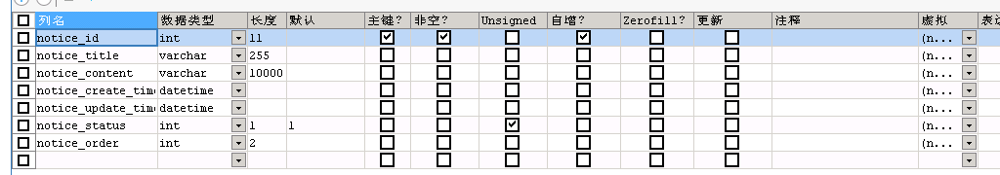 列名 数据类型 长度 默认 主键? 非空? Unsigned 自增? Zerofill? 更新 注释 虚拟 表达
notice_id int 11 (n...
notice_title varchar 255 (n...
notice_content varchar 10000 (n...
notice_create_tim datetime
notice_update_tim datetime
notice_status int 1 1 (n...
notice_order int 2 (n...